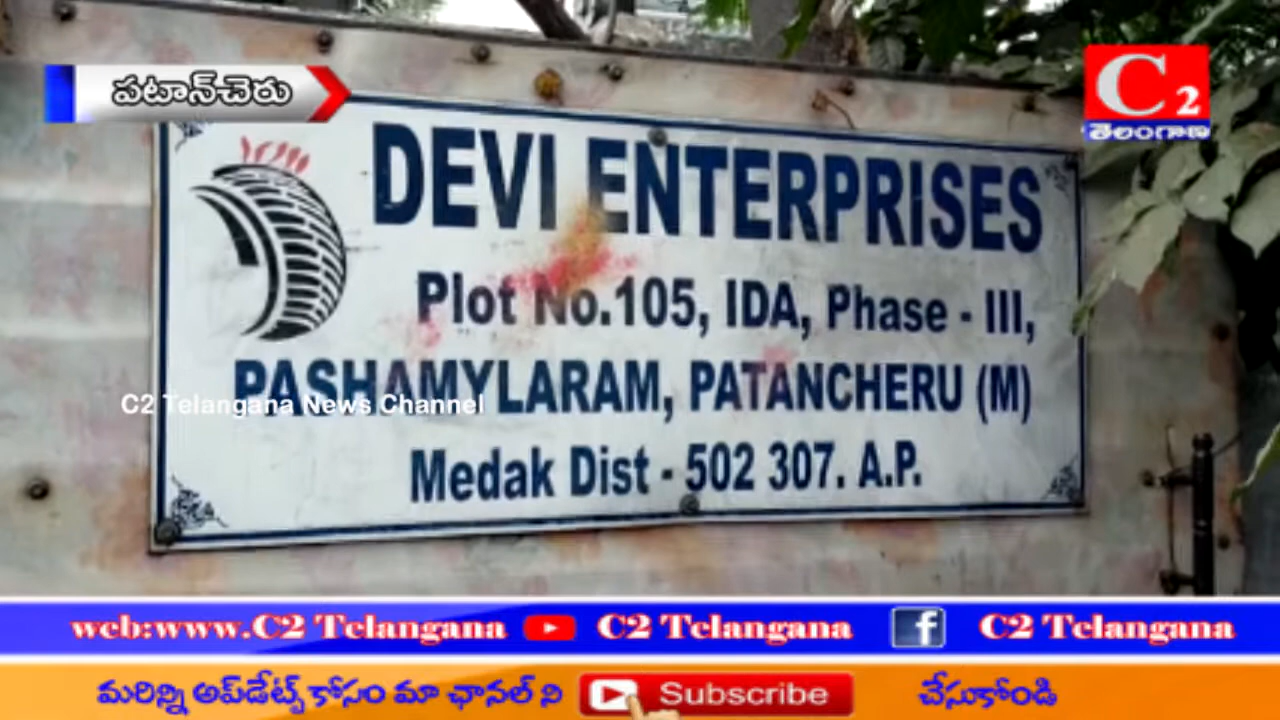 పటాన్‌చెరు
C2
తెలంగాణ
DEVI ENTERPRISES
Plot No.105, IDA, Phase - III,
PASHAMYLARAM, PATANCHERU (M)
C2 Telangana News Channel
Medak Dist - 502 307. A.P.
web:www.C2 Telangana C2 Telangana f C2 Telangana
మరిన్ని అప్‌డేట్స్ కోసం మా ఛానల్ ని Subscribe చేసుకోండి